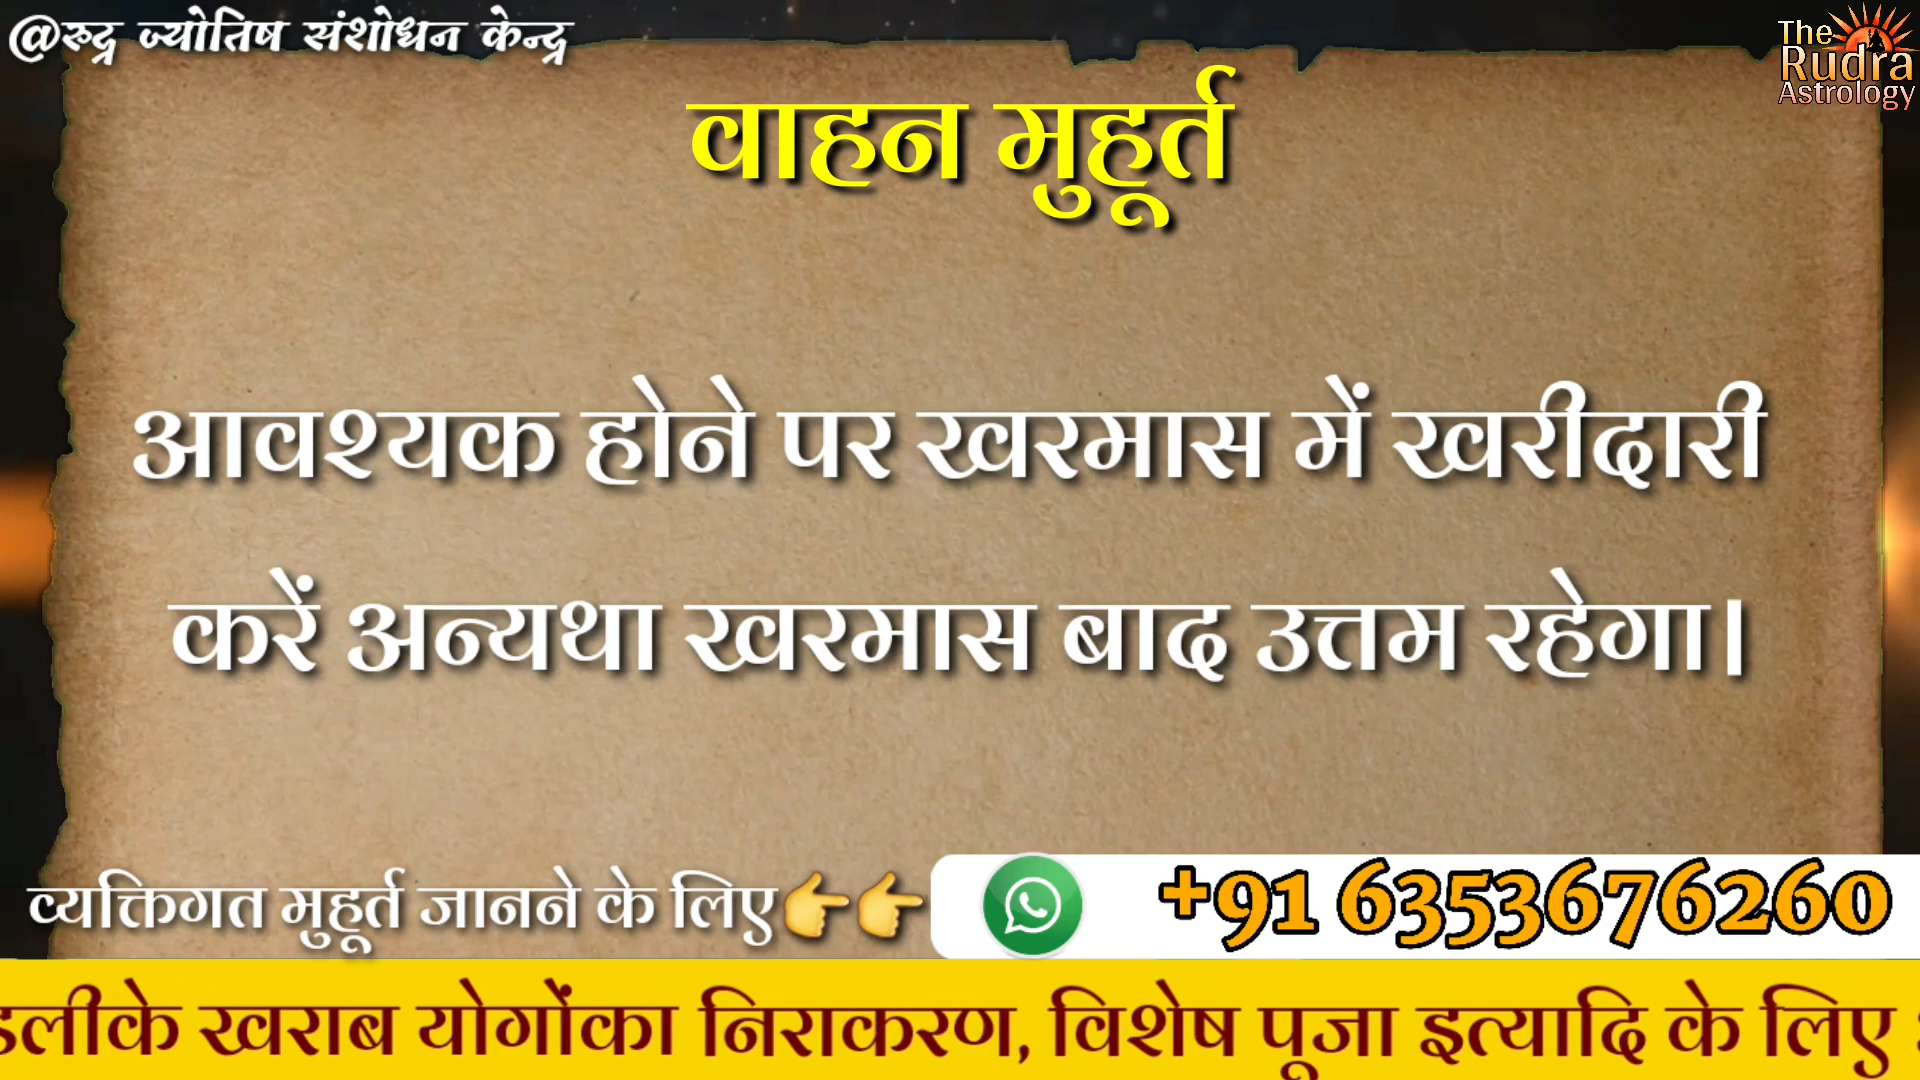 @रुद्र ज्योतिष संशोधन केन्द्र
The
Rudra
Astrology
वाहन मुहूर्त
आवश्यक होने पर खरमास में खरीदारी
करें अन्यथा खरमास बाद उत्तम रहेगा।
व्यक्तिगत मुहूर्त जानने के लिए👉👉
+91 6353676260
खराब योगोंका निराकरण, विशेष पूजा इत्यादि के लिए